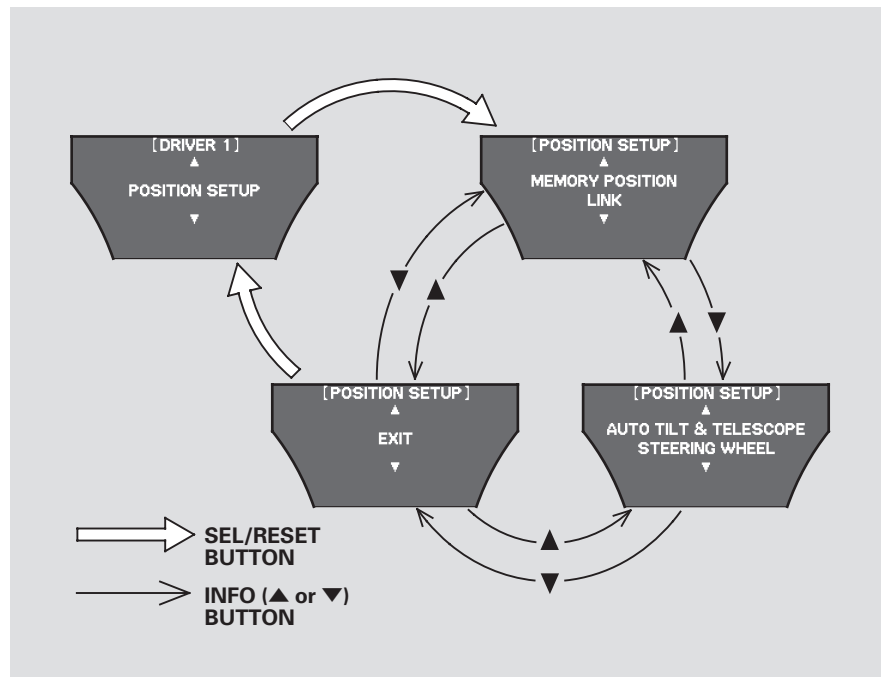 [DRIVER 1]
▲
POSITION SETUP
▼
[POSITION SETUP]
▲
MEMORY POSITION
LINK
▼
▼
▲
▲
▼
[POSITION SETUP]
▲
EXIT
▼
[POSITION SETUP]
▲
AUTO TILT & TELESCOPE
STEERING WHEEL
▼
▲
▼
SEL/RESET
BUTTON
INFO (▲ or ▼)
BUTTON